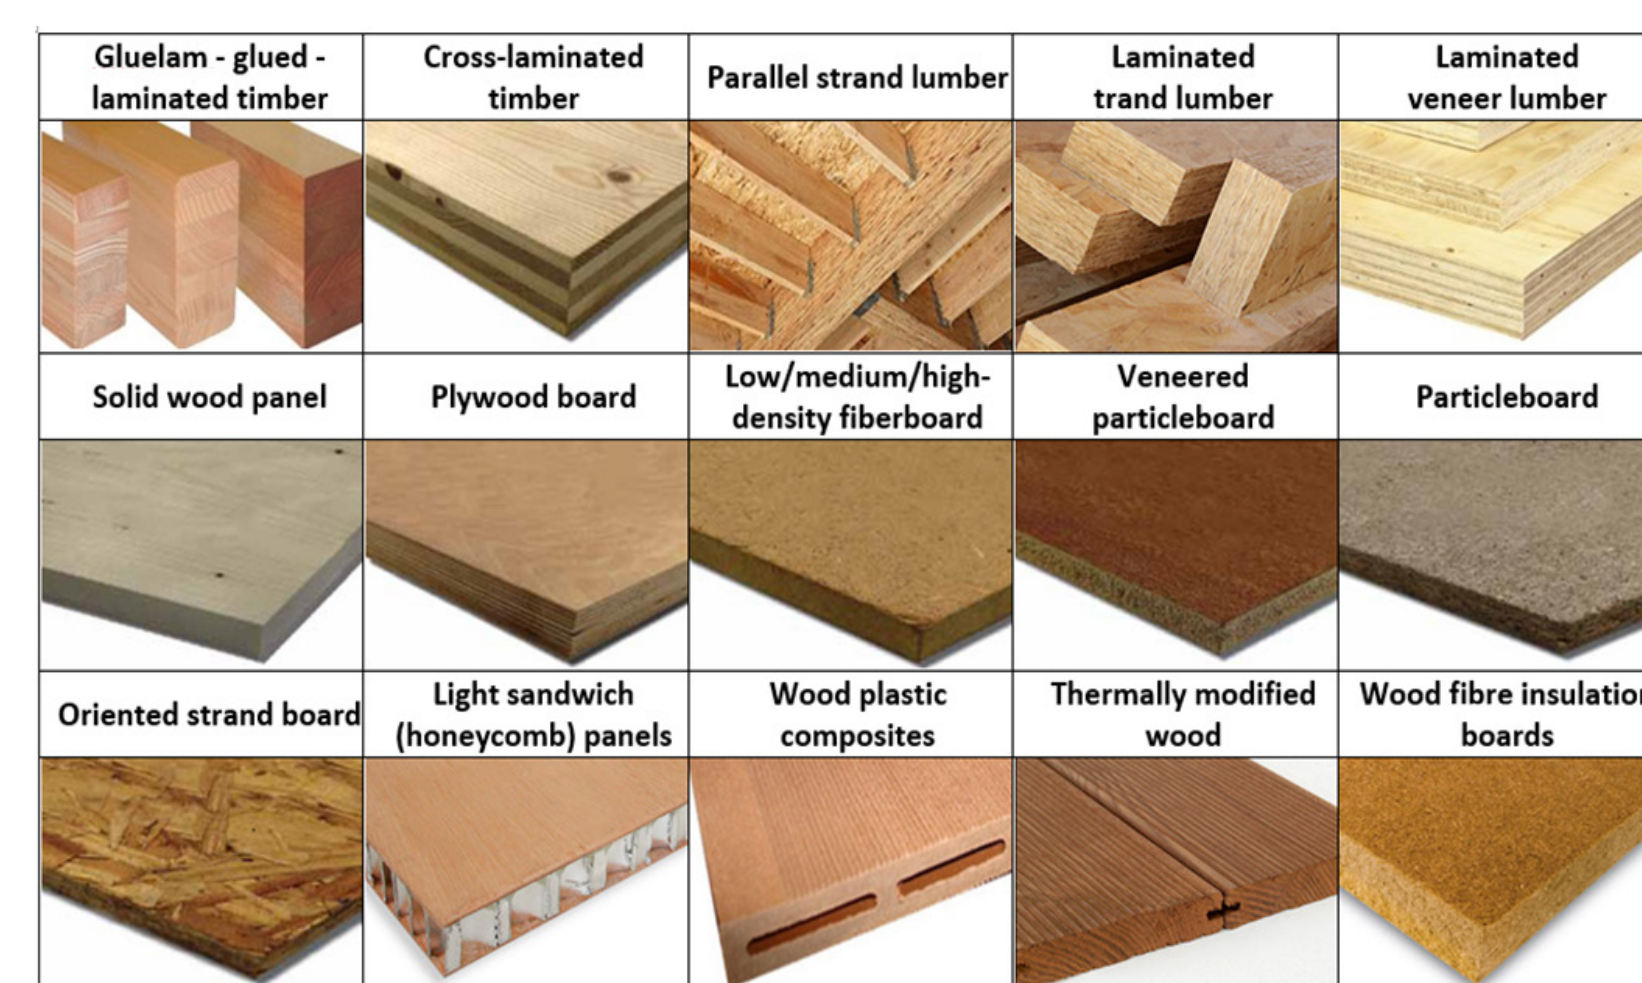 Gluelam - glued -
laminated timber
Cross-laminated
timber
Parallel strand lumber
Laminated
trand lumber
Laminated
veneer lumber
Solid wood panel
Plywood board
Low/medium/high-
density fiberboard
Veneered
particleboard
Particleboard
Oriented strand board
Light sandwich
(honeycomb) panels
Wood plastic
composites
Thermally modified
wood
Wood fibre insulation
boards